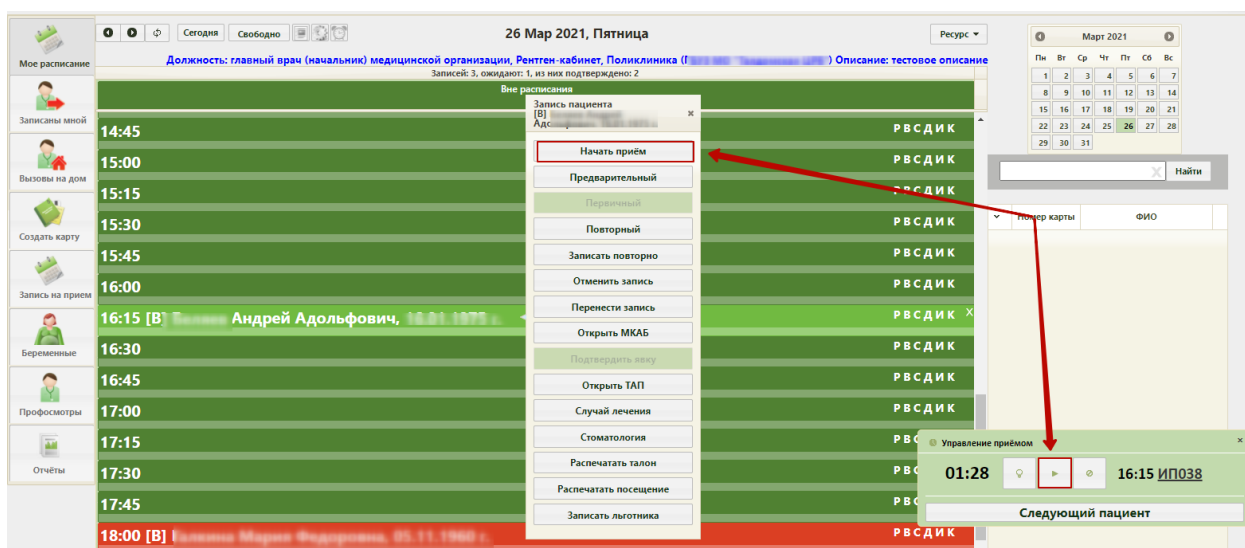 Сегодня
Свободно
26 Мар 2021, Пятница
Ресурс
Должность: главный врач (начальник) медицинской организации, Рентген-кабинет, Поликлиника ( ) Описание: тестовое описание
Записей: 3, ожидают: 1, из них подтверждено: 2
Вне расписания
Мое расписание
Записаны мной
Вызовы на дом
Создать карту
Запись на прием
Беременные
Профосмотры
Отчёты
14:45 Р В С Д И К
15:00 Р В С Д И К
15:15 Р В С Д И К
15:30 Р В С Д И К
15:45 Р В С Д И К
16:00 Р В С Д И К
16:15 [В] Андрей Адольфович, Р В С Д И К X
16:30 Р В С Д И К
16:45 Р В С Д И К
17:00 Р В С Д И К
17:15 Р В
17:30 Р В
17:45 Р В
18:00 [В] Р В С Д И К
Запись пациента
[В]
×
Начать приём
Предварительный
Первичный
Повторный
Записать повторно
Отменить запись
Перенести запись
Открыть МКАБ
Подтвердить явку
Открыть ТАП
Случай лечения
Стоматология
Распечатать талон
Распечатать посещение
Записать льготника
Март 2021
Пн Вт Ср Чт Пт Сб Вс
1 2 3 4 5 6 7
8 9 10 11 12 13 14
15 16 17 18 19 20 21
22 23 24 25 26 27 28
29 30 31
X Найти
Номер карты ФИО
Управление приёмом ×
01:28 16:15 ИП038
Следующий пациент